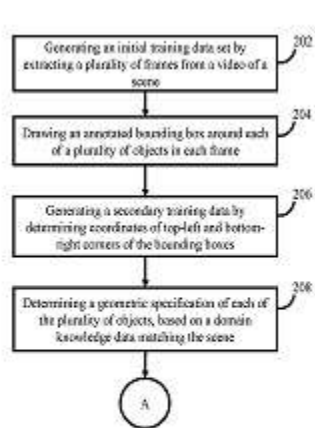 Generating an initial training data set by
extracting a plurality of frames from a video of a
scene
202
Drawing an annotated bounding box around each
of a plurality of objects in each frame
204
Generating a secondary training data by
determining coordinates of top-left and bottom-
right corners of the bounding boxes
206
Determining a geometric specification of each of
the plurality of objects, based on a domain
knowledge data matching the scene
208
A